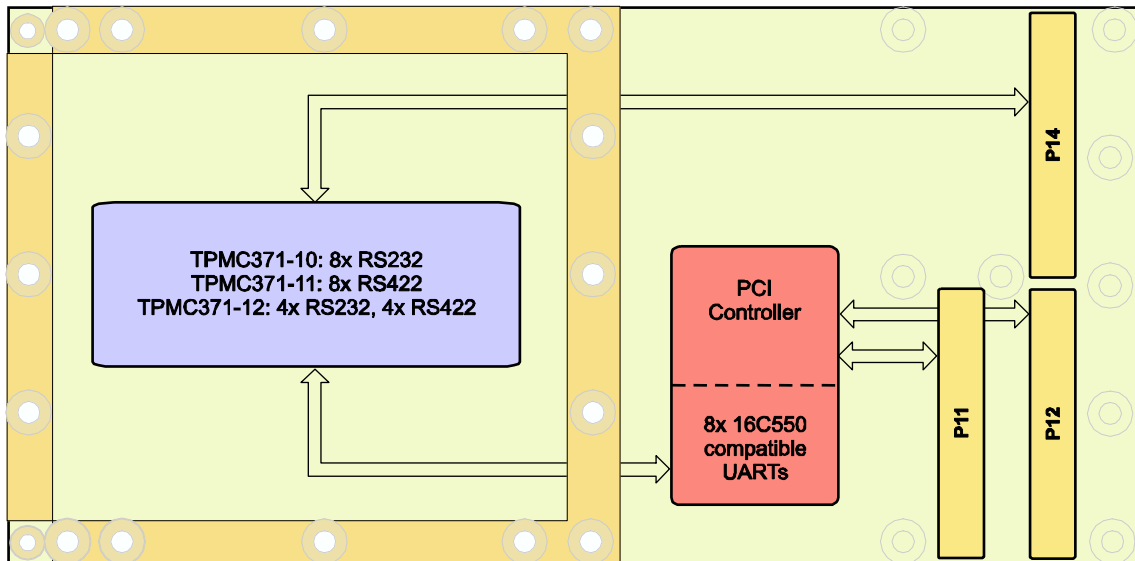 P14
TPMC371-10: 8x RS232
TPMC371-11: 8x RS422
TPMC371-12: 4x RS232, 4x RS422
PCI
Controller
8x 16C550
compatible
UARTs
P11
P12